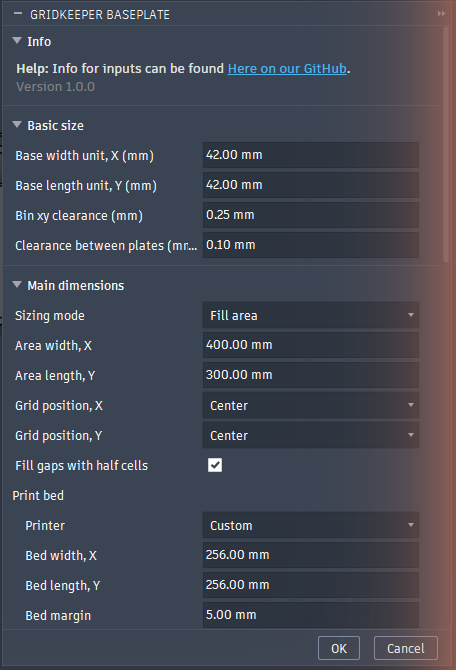 GRIDKEEPER BASEPLATE
Info
Help: Info for inputs can be found Here on our GitHub.
Version 1.0.0
Basic size
Base width unit, X (mm) 42.00 mm
Base length unit, Y (mm) 42.00 mm
Bin xy clearance (mm) 0.25 mm
Clearance between plates (mr... 0.10 mm
Main dimensions
Sizing mode Fill area
Area width, X 400.00 mm
Area length, Y 300.00 mm
Grid position, X Center
Grid position, Y Center
Fill gaps with half cells
Print bed
Printer Custom
Bed width, X 256.00 mm
Bed length, Y 256.00 mm
Bed margin 5.00 mm
OK Cancel